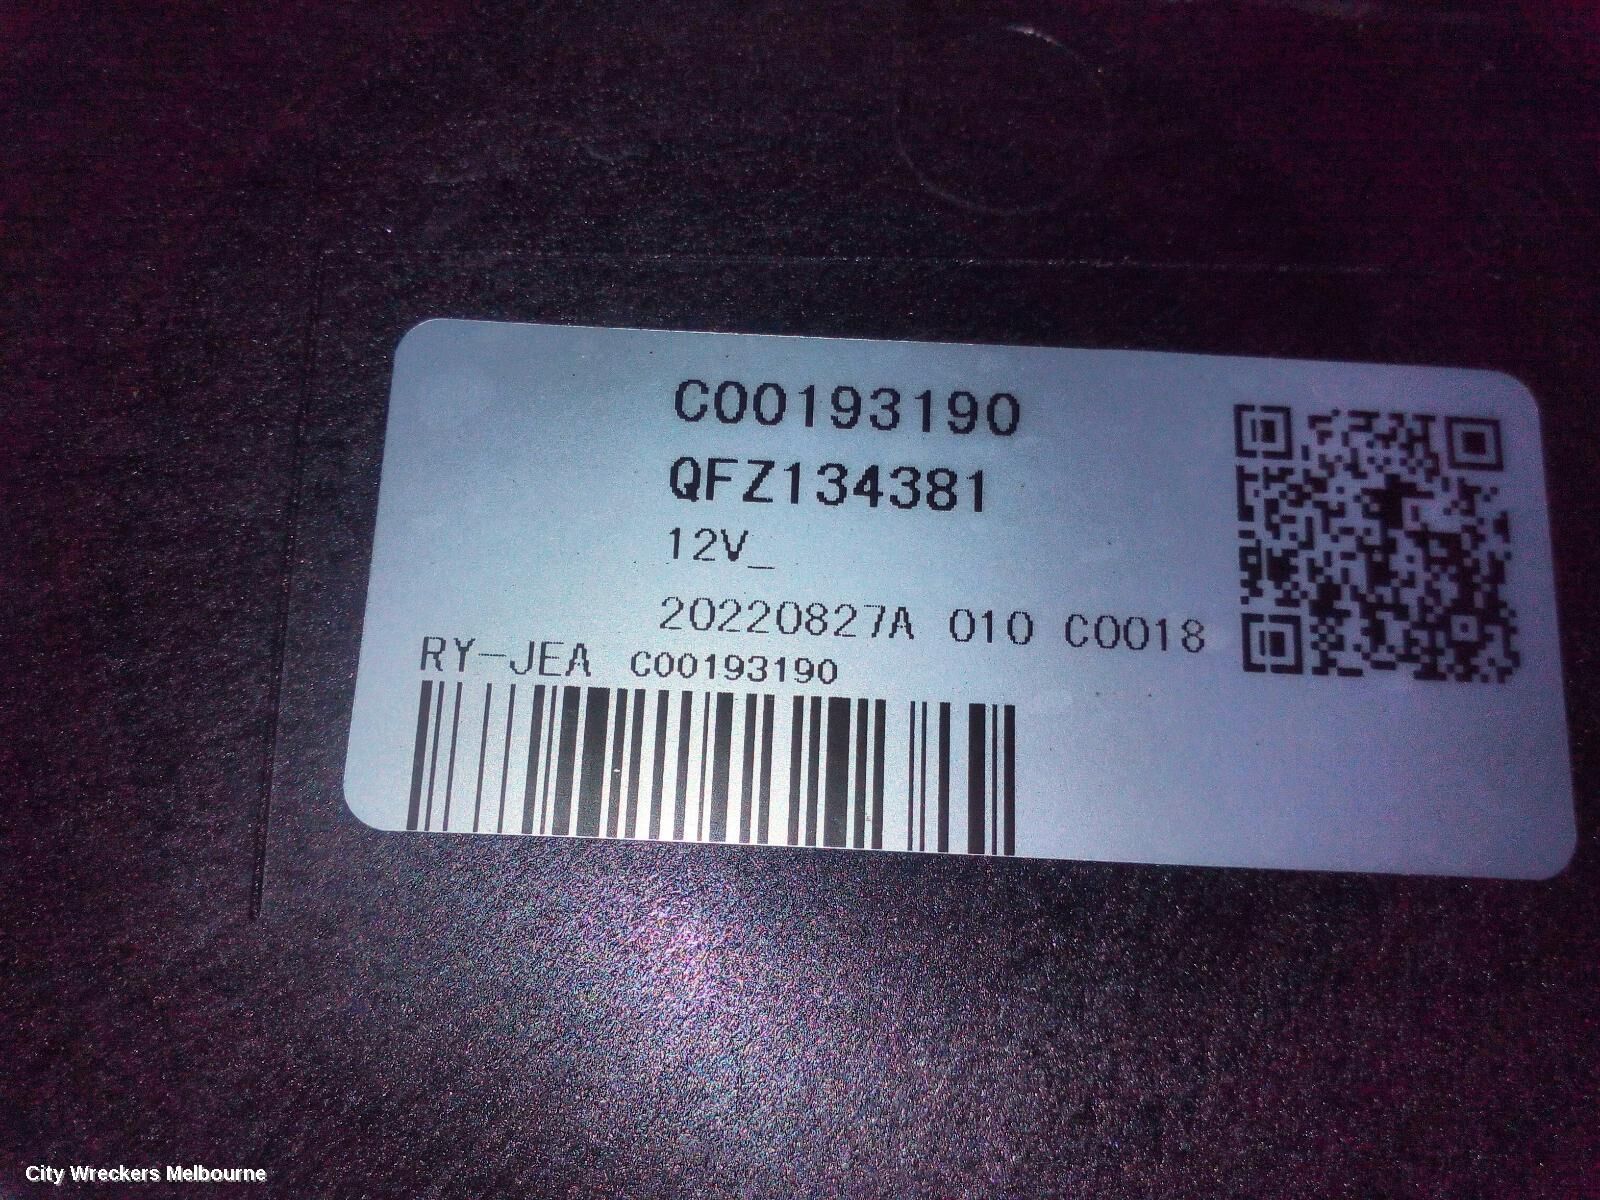 C00193190
QFZ134381
12V_
20220827A 010 C0018
RY-JEA C00193190
City Wreckers Melbourne